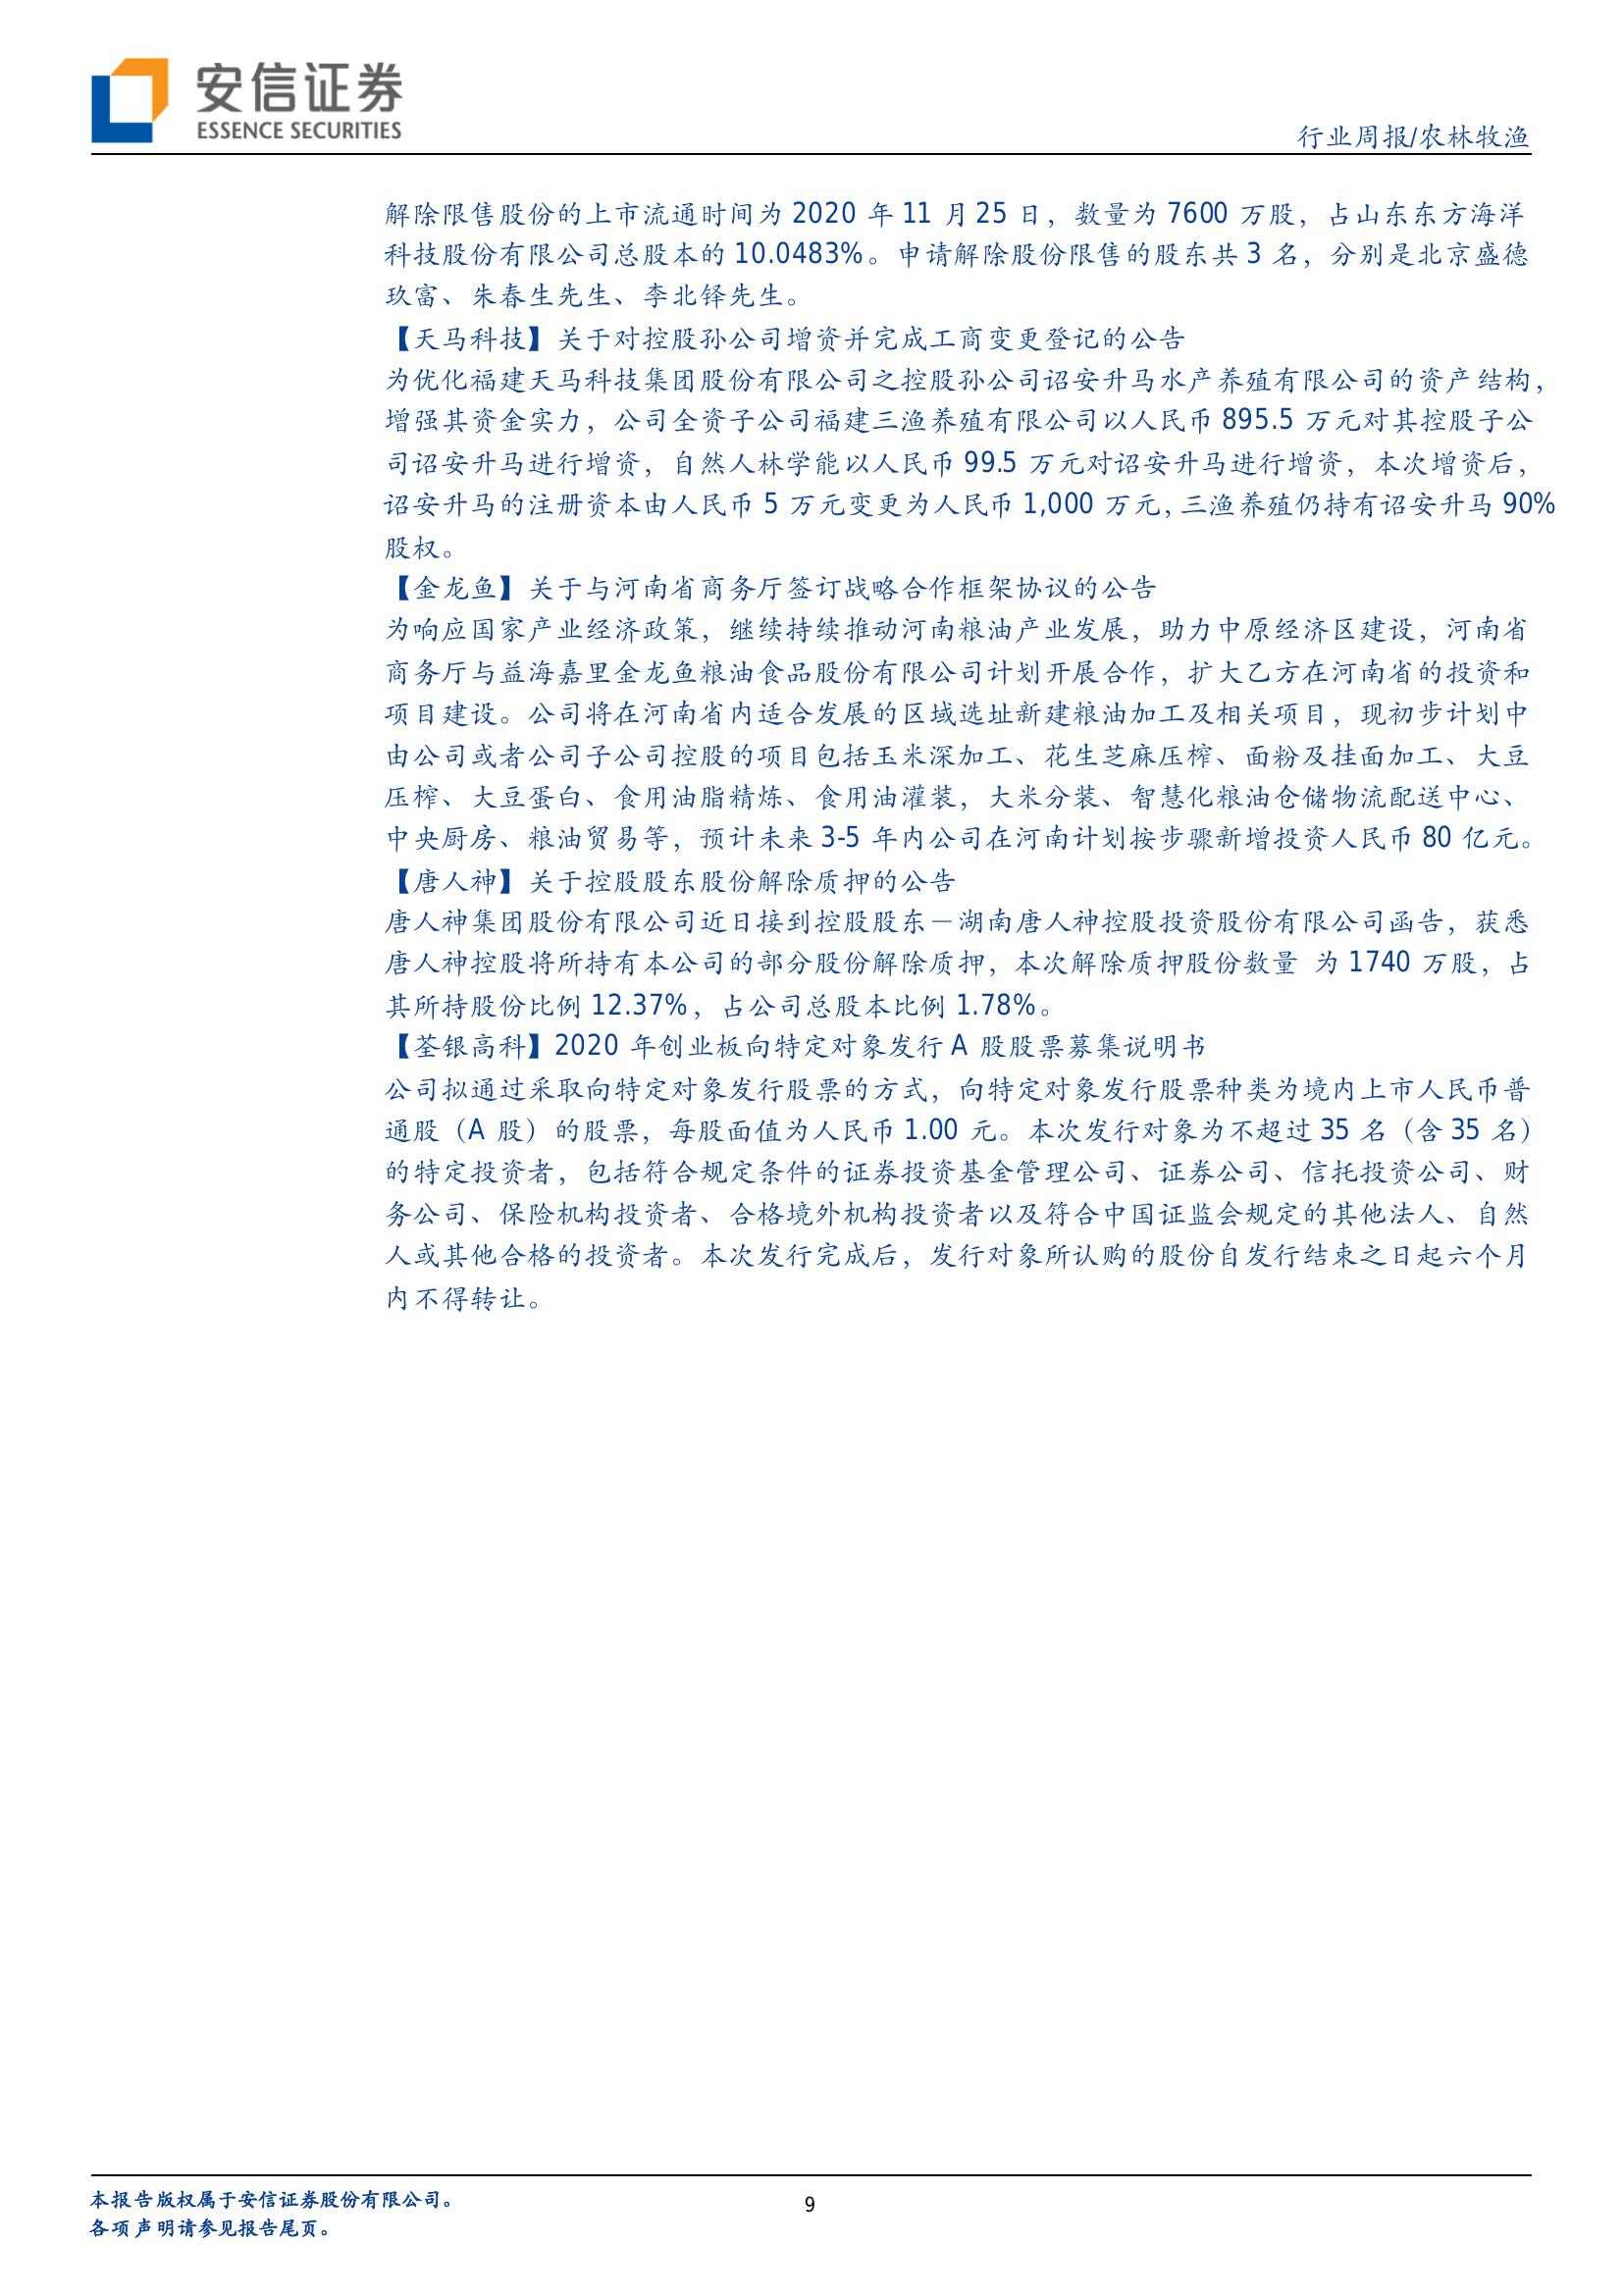 安信证券
ESSENCE SECURITIES
行业周报/农林牧渔
解除限售股份的上市流通时间为 2020 年 11 月 25 日，数量为 7600 万股，占山东东方海洋
科技股份有限公司总股本的 10.0483%。申请解除股份限售的股东共 3 名，分别是北京盛德
玖富、朱春生先生、李北铎先生。
【天马科技】关于对控股孙公司增资并完成工商变更登记的公告
为优化福建天马科技集团股份有限公司之控股孙公司诏安升马水产养殖有限公司的资产结构，
增强其资金实力，公司全资子公司福建三渔养殖有限公司以人民币 895.5 万元对其控股子公
司诏安升马进行增资，自然人林学能以人民币 99.5 万元对诏安升马进行增资，本次增资后，
诏安升马的注册资本由人民币 5 万元变更为人民币 1,000 万元，三渔养殖仍持有诏安升马 90%
股权。
【金龙鱼】关于与河南省商务厅签订战略合作框架协议的公告
为响应国家产业经济政策，继续持续推动河南粮油产业发展，助力中原经济区建设，河南省
商务厅与益海嘉里金龙鱼粮油食品股份有限公司计划开展合作，扩大乙方在河南省的投资和
项目建设。公司将在河南省内适合发展的区域选址新建粮油加工及相关项目，现初步计划中
由公司或者公司子公司控股的项目包括玉米深加工、花生芝麻压榨、面粉及挂面加工、大豆
压榨、大豆蛋白、食用油脂精炼、食用油灌装，大米分装、智慧化粮油仓储物流配送中心、
中央厨房、粮油贸易等，预计未来 3-5 年内公司在河南计划按步骤新增投资人民币 80 亿元。
【唐人神】关于控股股东股份解除质押的公告
唐人神集团股份有限公司近日接到控股股东－湖南唐人神控股投资股份有限公司函告，获悉
唐人神控股将所持有本公司的部分股份解除质押，本次解除质押股份数量 为 1740 万股，占
其所持股份比例 12.37%，占公司总股本比例 1.78%。
【荃银高科】2020 年创业板向特定对象发行 A 股股票募集说明书
公司拟通过采取向特定对象发行股票的方式，向特定对象发行股票种类为境内上市人民币普
通股（A 股）的股票，每股面值为人民币 1.00 元。本次发行对象为不超过 35 名（含 35 名）
的特定投资者，包括符合规定条件的证券投资基金管理公司、证券公司、信托投资公司、财
务公司、保险机构投资者、合格境外机构投资者以及符合中国证监会规定的其他法人、自然
人或其他合格的投资者。本次发行完成后，发行对象所认购的股份自发行结束之日起六个月
内不得转让。
本报告版权属于安信证券股份有限公司。
各项声明请参见报告尾页。
9